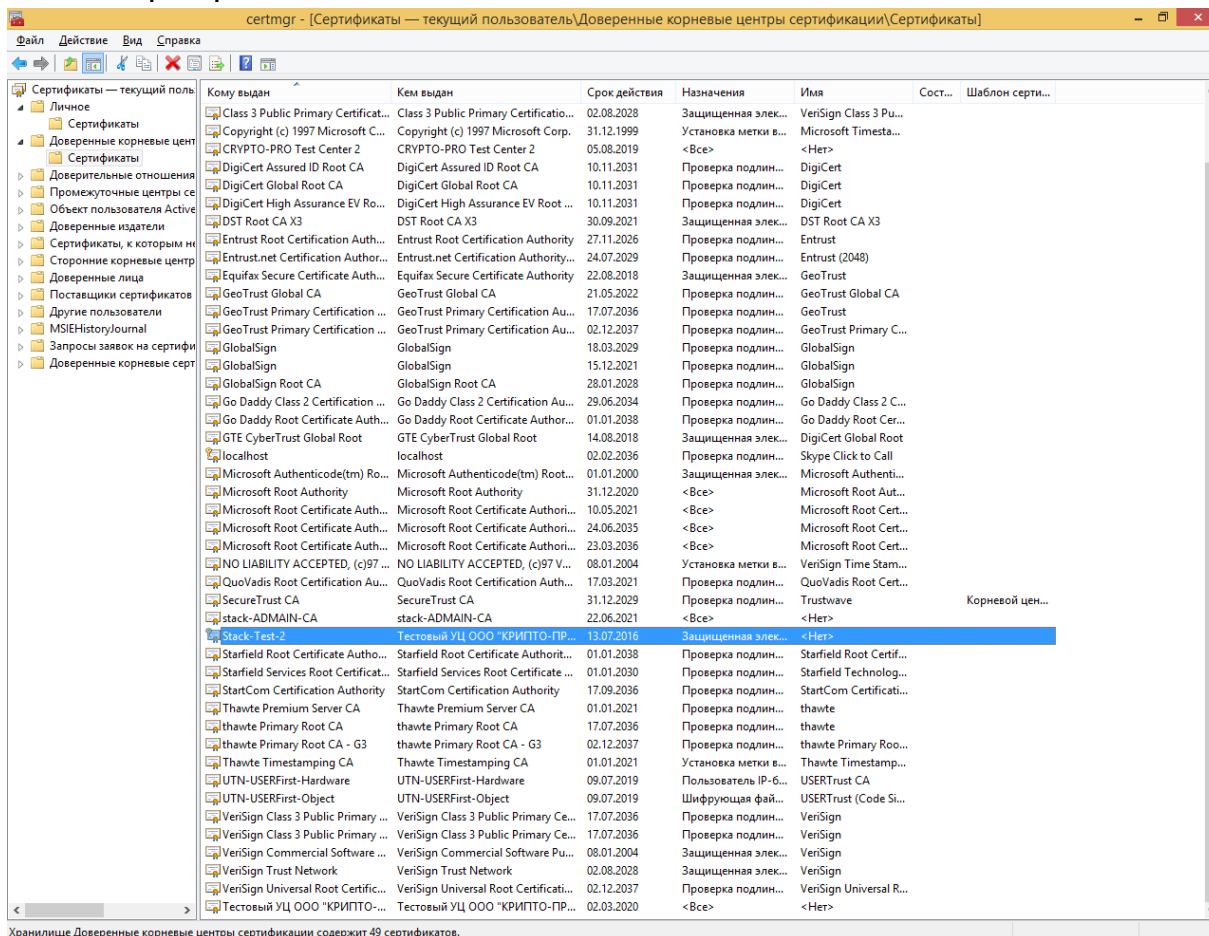 certmgr - [Сертификаты — текущий пользователь\Доверенные корневые центры сертификации\Сертификаты]
Файл Действие Вид Справка
Сертификаты — текущий поль
Личное
Сертификаты
Доверенные корневые цент
Сертификаты
Доверительные отношения
Промежуточные центры се
Объект пользователя Active
Доверенные издатели
Сертификаты, к которым не
Сторонние корневые центр
Доверенные лица
Поставщики сертификатов
Другие пользователи
MSIEHistoryJournal
Запросы заявок на сертифи
Доверенные корневые серт
Кому выдан Кем выдан Срок действия Назначения Имя Сост... Шаблон серти...
Class 3 Public Primary Certificat... Class 3 Public Primary Certificatio... 02.08.2028 Защищенная элек... VeriSign Class 3 Pu...
Copyright (c) 1997 Microsoft C... Copyright (c) 1997 Microsoft Corp. 31.12.1999 Установка метки в... Microsoft Timesta...
CRYPTO-PRO Test Center 2 CRYPTO-PRO Test Center 2 05.08.2019 <Все> <Нет>
DigiCert Assured ID Root CA DigiCert Assured ID Root CA 10.11.2031 Проверка подлин... DigiCert
DigiCert Global Root CA DigiCert Global Root CA 10.11.2031 Проверка подлин... DigiCert
DigiCert High Assurance EV Ro... DigiCert High Assurance EV Root ... 10.11.2031 Проверка подлин... DigiCert
DST Root CA X3 DST Root CA X3 30.09.2021 Защищенная элек... DST Root CA X3
Entrust Root Certification Auth... Entrust Root Certification Authority 27.11.2026 Проверка подлин... Entrust
Entrust.net Certification Author... Entrust.net Certification Authority... 24.07.2029 Проверка подлин... Entrust (2048)
Equifax Secure Certificate Auth... Equifax Secure Certificate Authority 22.08.2018 Защищенная элек... GeoTrust
GeoTrust Global CA GeoTrust Global CA 21.05.2022 Проверка подлин... GeoTrust Global CA
GeoTrust Primary Certification ... GeoTrust Primary Certification Au... 17.07.2036 Проверка подлин... GeoTrust
GeoTrust Primary Certification ... GeoTrust Primary Certification Au... 02.12.2037 Проверка подлин... GeoTrust Primary C...
GlobalSign GlobalSign 18.03.2029 Проверка подлин... GlobalSign
GlobalSign GlobalSign 15.12.2021 Проверка подлин... GlobalSign
GlobalSign Root CA GlobalSign Root CA 28.01.2028 Проверка подлин... GlobalSign
Go Daddy Class 2 Certification ... Go Daddy Class 2 Certification Au... 29.06.2034 Проверка подлин... Go Daddy Class 2 C...
Go Daddy Root Certificate Auth... Go Daddy Root Certificate Author... 01.01.2038 Проверка подлин... Go Daddy Root Cer...
GTE CyberTrust Global Root GTE CyberTrust Global Root 14.08.2018 Защищенная элек... DigiCert Global Root
localhost localhost 02.02.2036 Проверка подлин... Skype Click to Call
Microsoft Authenticode(tm) Ro... Microsoft Authenticode(tm) Root... 01.01.2000 Защищенная элек... Microsoft Authenti...
Microsoft Root Authority Microsoft Root Authority 31.12.2020 <Все> Microsoft Root Aut...
Microsoft Root Certificate Auth... Microsoft Root Certificate Authori... 10.05.2021 <Все> Microsoft Root Cert...
Microsoft Root Certificate Auth... Microsoft Root Certificate Authori... 24.06.2035 <Все> Microsoft Root Cert...
Microsoft Root Certificate Auth... Microsoft Root Certificate Authori... 23.03.2036 <Все> Microsoft Root Cert...
NO LIABILITY ACCEPTED, (c)97 ... NO LIABILITY ACCEPTED, (c)97 V... 08.01.2004 Установка метки в... VeriSign Time Stam...
QuoVadis Root Certification Au... QuoVadis Root Certification Auth... 17.03.2021 Проверка подлин... QuoVadis Root Cert...
SecureTrust CA SecureTrust CA 31.12.2029 Проверка подлин... Trustwave Корневой цен...
stack-ADMAIN-CA stack-ADMAIN-CA 22.06.2021 <Все> <Нет>
Stack-Test-2 Тестовый УЦ ООО "КРИПТО-ПР... 13.07.2016 Защищенная элек... <Нет>
Starfield Root Certificate Autho... Starfield Root Certificate Authorit... 01.01.2038 Проверка подлин... Starfield Root Certif...
Starfield Services Root Certificat... Starfield Services Root Certificate ... 01.01.2030 Проверка подлин... Starfield Technolog...
StartCom Certification Authority StartCom Certification Authority 17.09.2036 Проверка подлин... StartCom Certificati...
Thawte Premium Server CA Thawte Premium Server CA 01.01.2021 Проверка подлин... thawte
thawte Primary Root CA thawte Primary Root CA 17.07.2036 Проверка подлин... thawte
thawte Primary Root CA - G3 thawte Primary Root CA - G3 02.12.2037 Проверка подлин... thawte Primary Roo...
Thawte Timestamping CA Thawte Timestamping CA 01.01.2021 Установка метки в... Thawte Timestamp...
UTN-USERFirst-Hardware UTN-USERFirst-Hardware 09.07.2019 Пользователь IP-б... USERTrust CA
UTN-USERFirst-Object UTN-USERFirst-Object 09.07.2019 Шифрующая фай... USERTrust (Code Si...
VeriSign Class 3 Public Primary ... VeriSign Class 3 Public Primary Ce... 17.07.2036 Проверка подлин... VeriSign
VeriSign Class 3 Public Primary ... VeriSign Class 3 Public Primary Ce... 17.07.2036 Проверка подлин... VeriSign
VeriSign Commercial Software ... VeriSign Commercial Software Pu... 08.01.2004 Защищенная элек... VeriSign
VeriSign Trust Network VeriSign Trust Network 02.08.2028 Защищенная элек... VeriSign
VeriSign Universal Root Certific... VeriSign Universal Root Certificati... 02.12.2037 Проверка подлин... VeriSign Universal R...
Тестовый УЦ ООО "КРИПТО-... Тестовый УЦ ООО "КРИПТО-ПР... 02.03.2020 <Все> <Нет>
Хранилище Доверенные корневые центры сертификации содержит 49 сертификатов.